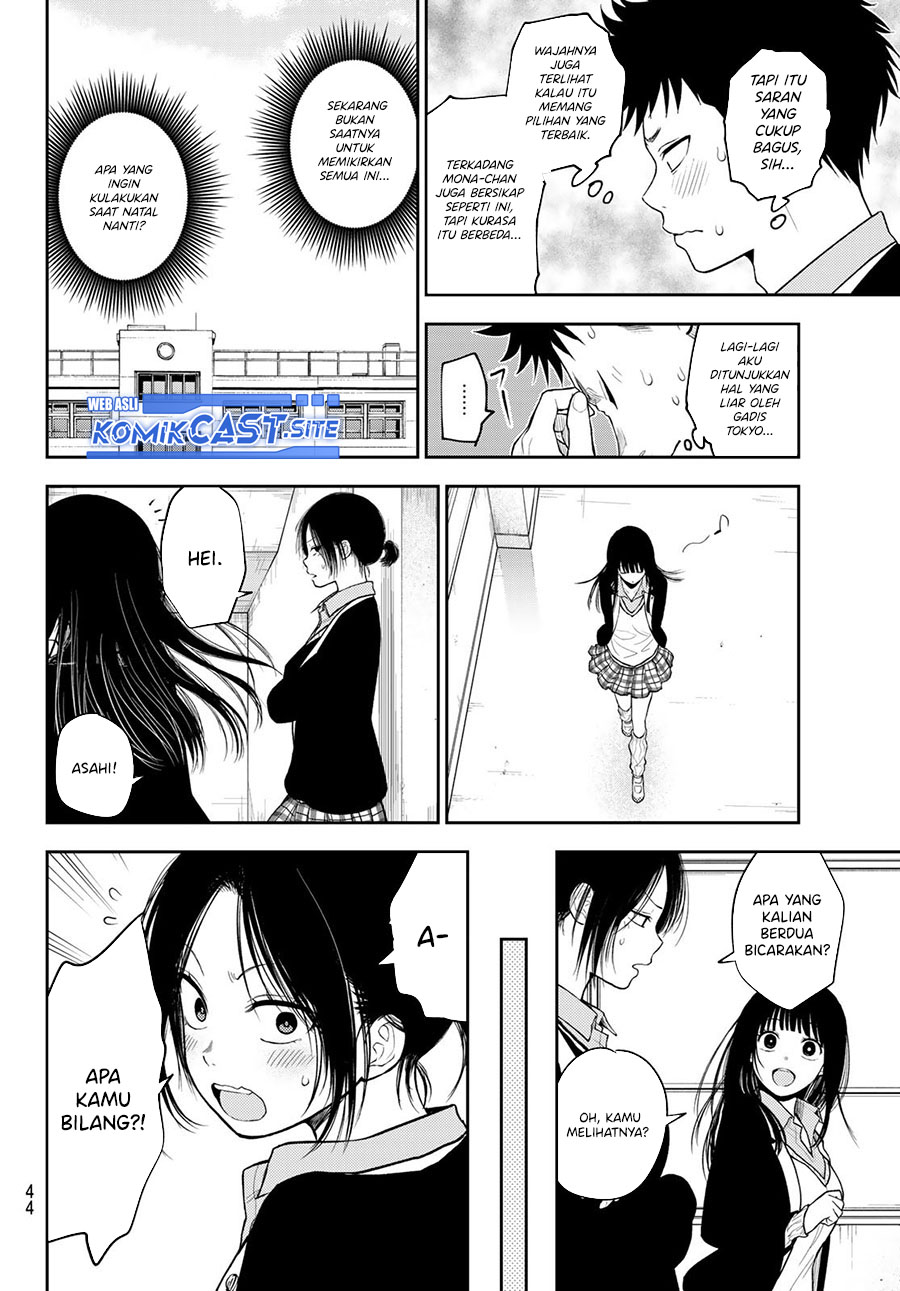 TAPI ITU
SARAN
YANG
CUKUP
BAGUS,
SIH...
WAJAHNYA
JUGA
TERLIHAT
KALAU ITU
MEMANG
PILIHAN YANG
TERBAIK.
TERKADANG
MONA-CHAN
JUGA BERSIKAP
SEPERTI INI,
TAPI KURASA
ITU BERBEDA...
SEKARANG
BUKAN
SAATNYA
UNTUK
MEMIKIRKAN
SEMUA INI...
APA YANG
INGIN
KULAKUKAN
SAAT NATAL
NANTI?
LAGI-LAGI
AKU
DITUNJUKKAN
HAL YANG
LIAR OLEH
GADIS
TOKYO...
........
WEB ASLI
KOMIKCAST.SITE
HEI.
ASAHI!
APA YANG
KALIAN
BERDUA
BICARAKAN?
OH, KAMU
MELIHATNYA?
A-
APA
KAMU
BILANG?!
44